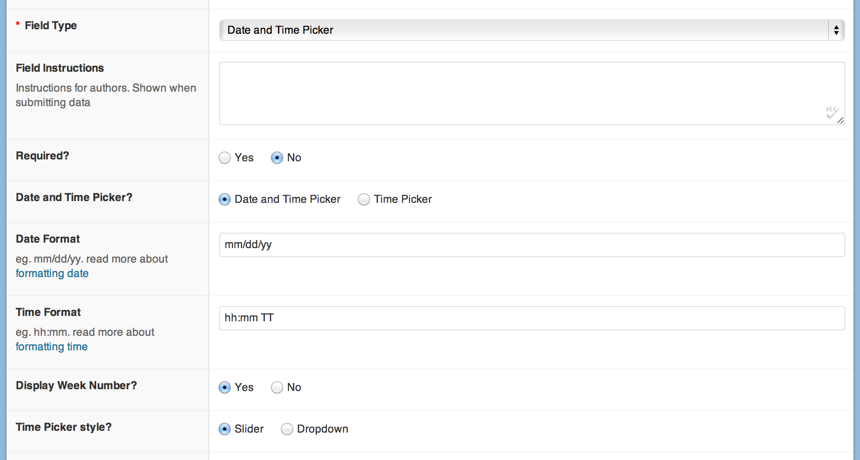 * Field Type
Date and Time Picker
Field Instructions
Instructions for authors. Shown when
submitting data
Required?
Yes No
Date and Time Picker?
Date and Time Picker Time Picker
Date Format
eg. mm/dd/yy. read more about
formatting date
mm/dd/yy
Time Format
eg. hh:mm. read more about
formatting time
hh:mm TT
Display Week Number?
Yes No
Time Picker style?
Slider Dropdown